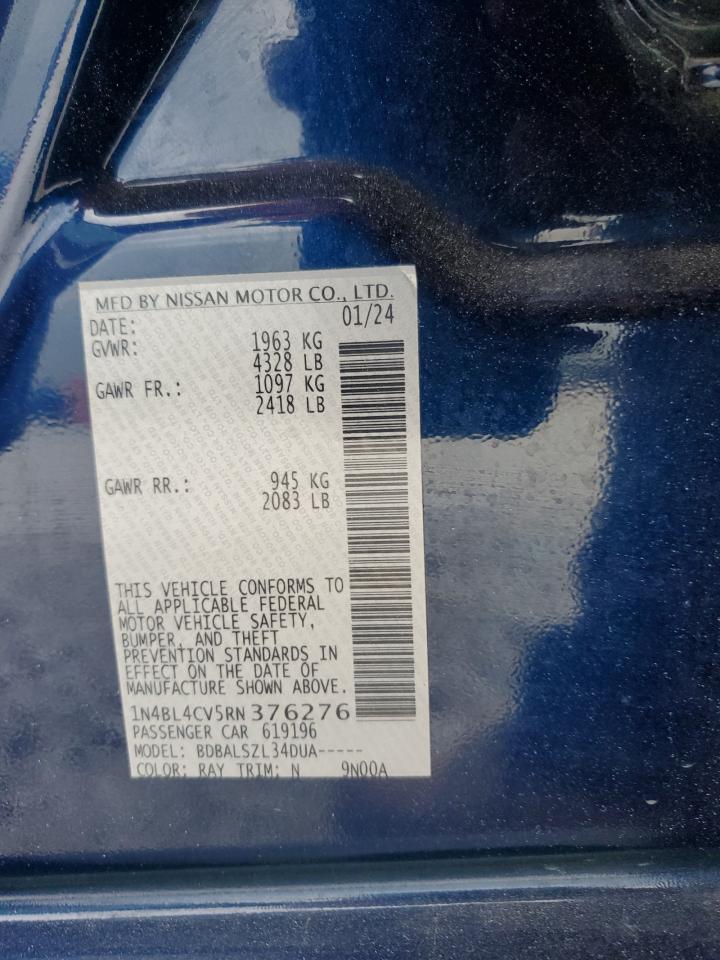 MFD BY NISSAN MOTOR CO., LTD.
DATE: 01/24
GVWR: 1963 KG
4328 LB
GAWR FR.: 1097 KG
2418 LB
GAWR RR.: 945 KG
2083 LB
THIS VEHICLE CONFORMS TO
ALL APPLICABLE FEDERAL
MOTOR VEHICLE SAFETY,
BUMPER, AND THEFT
PREVENTION STANDARDS IN
EFFECT ON THE DATE OF
MANUFACTURE SHOWN ABOVE.
1N4BL4CV5RN376276
PASSENGER CAR 619196
MODEL: BDBALSZL34DUA-----
COLOR: RAY TRIM: N 9N00A